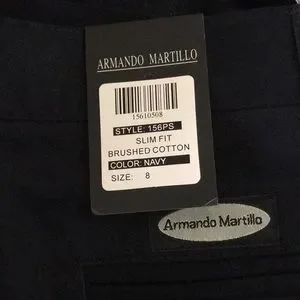 ARMANDO MARTILLO
15610508
STYLE: 156PS
SLIM FIT
BRUSHED COTTON
COLOR: NAVY
SIZE: 8
Armando Martillo